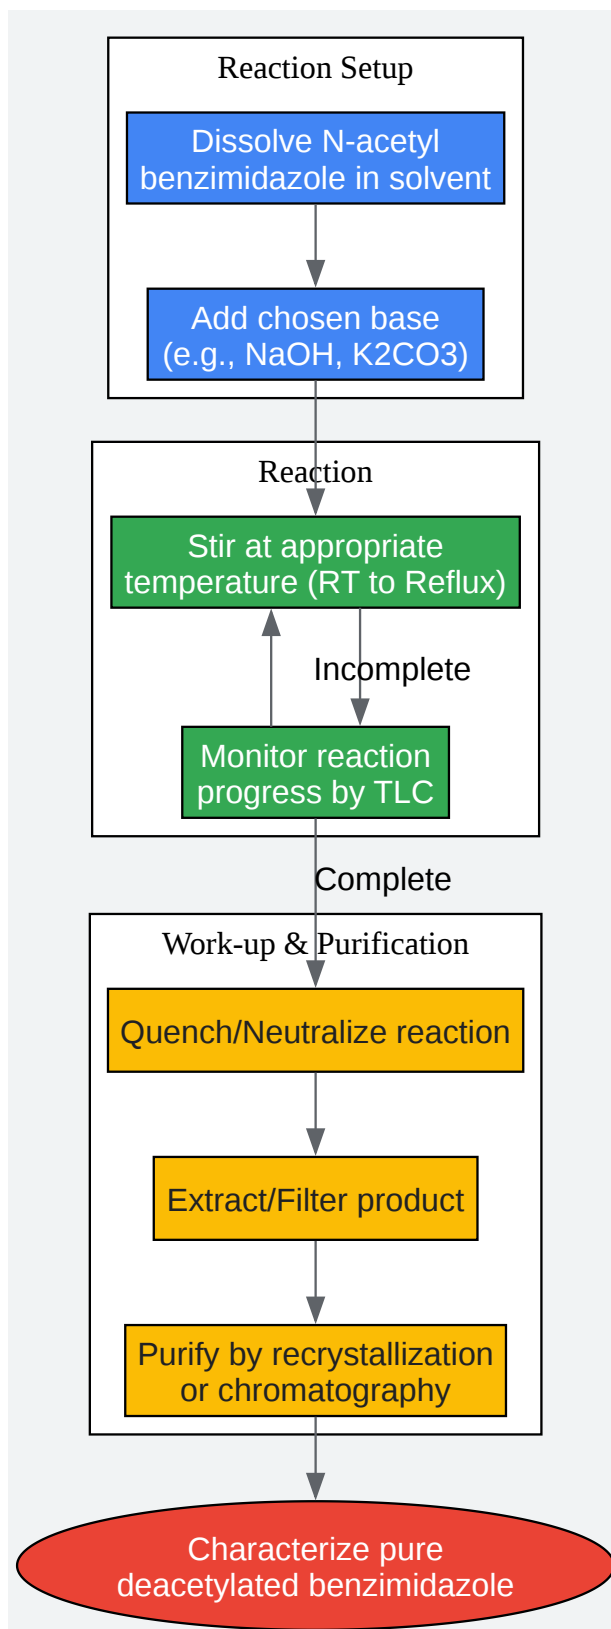 Reaction Setup
Dissolve N-acetyl
benzimidazole in solvent
Add chosen base
(e.g., NaOH, K2CO3)
Reaction
Stir at appropriate
temperature (RT to Reflux)
Incomplete
Monitor reaction
progress by TLC
Complete
Work-up & Purification
Quench/Neutralize reaction
Extract/Filter product
Purify by recrystallization
or chromatography
Characterize pure
deacetylated benzimidazole